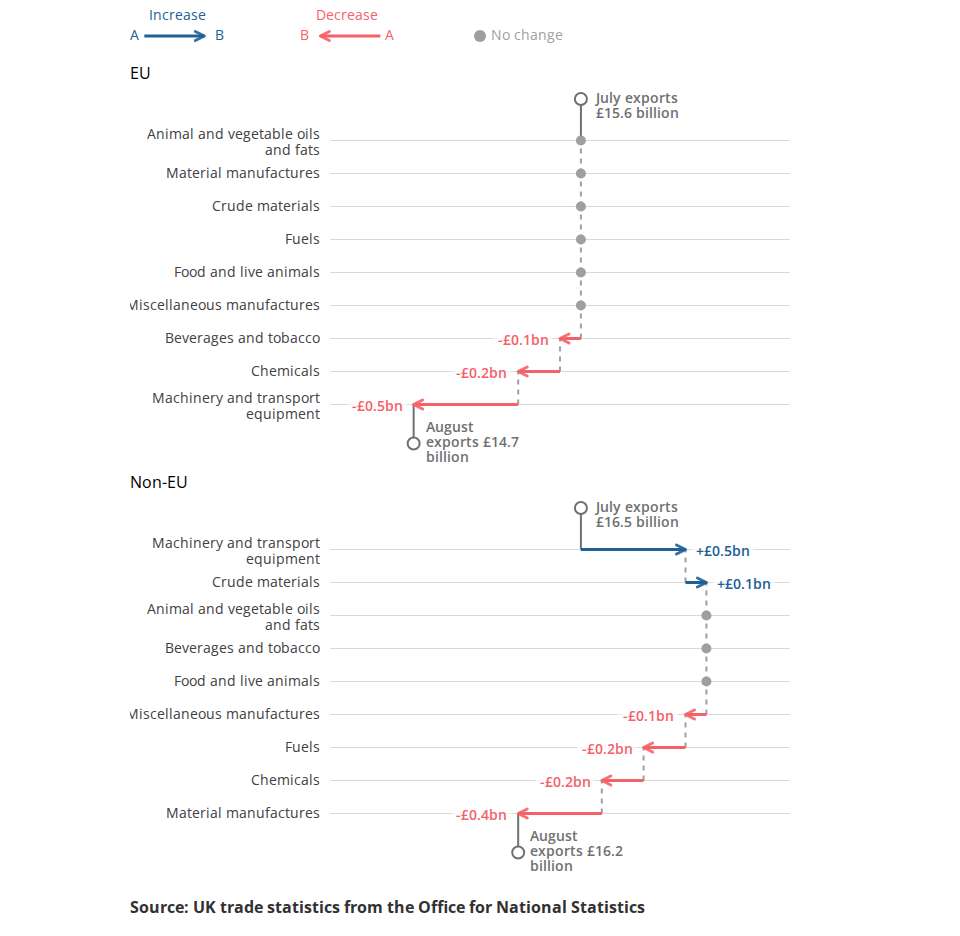 Increase
Decrease
A B
B A
No change
EU
July exports
£15.6 billion
Animal and vegetable oils
and fats
Material manufactures
Crude materials
Fuels
Food and live animals
Miscellaneous manufactures
Beverages and tobacco
-£0.1bn
Chemicals
-£0.2bn
Machinery and transport
equipment
-£0.5bn
August
exports £14.7
billion
Non-EU
July exports
£16.5 billion
Machinery and transport
equipment
+£0.5bn
Crude materials
+£0.1bn
Animal and vegetable oils
and fats
Beverages and tobacco
Food and live animals
Miscellaneous manufactures
-£0.1bn
Fuels
-£0.2bn
Chemicals
-£0.2bn
Material manufactures
-£0.4bn
August
exports £16.2
billion
Source: UK trade statistics from the Office for National Statistics